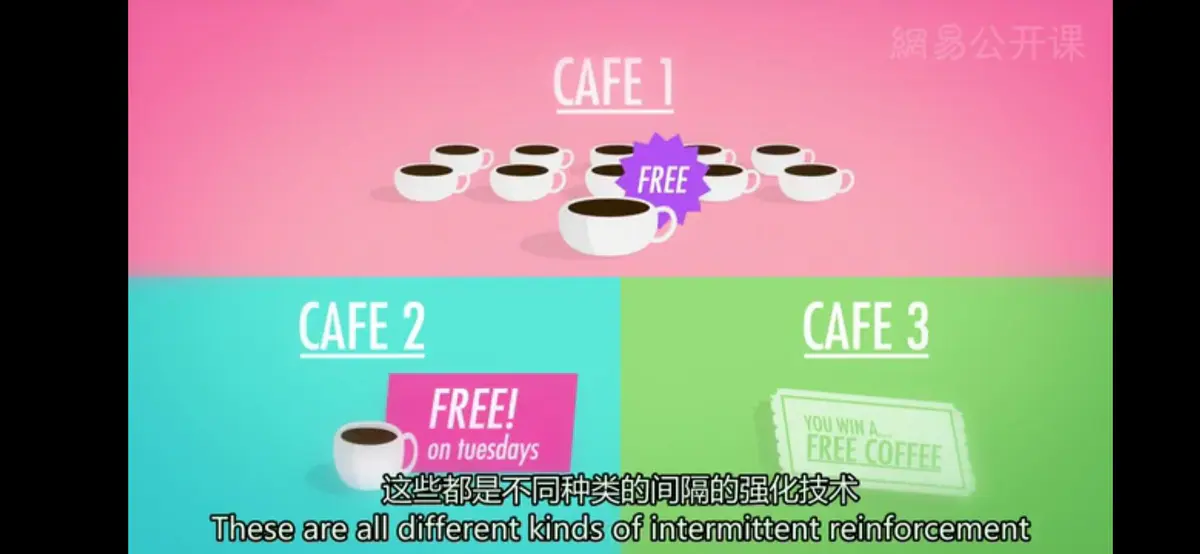 網易公开课
CAFE 1
FREE
CAFE 2
FREE!
on tuesdays
CAFE 3
YOU WIN A...
FREE COFFEE
这些都是不同种类的间隔的强化技术
These are all different kinds of intermittent reinforcement